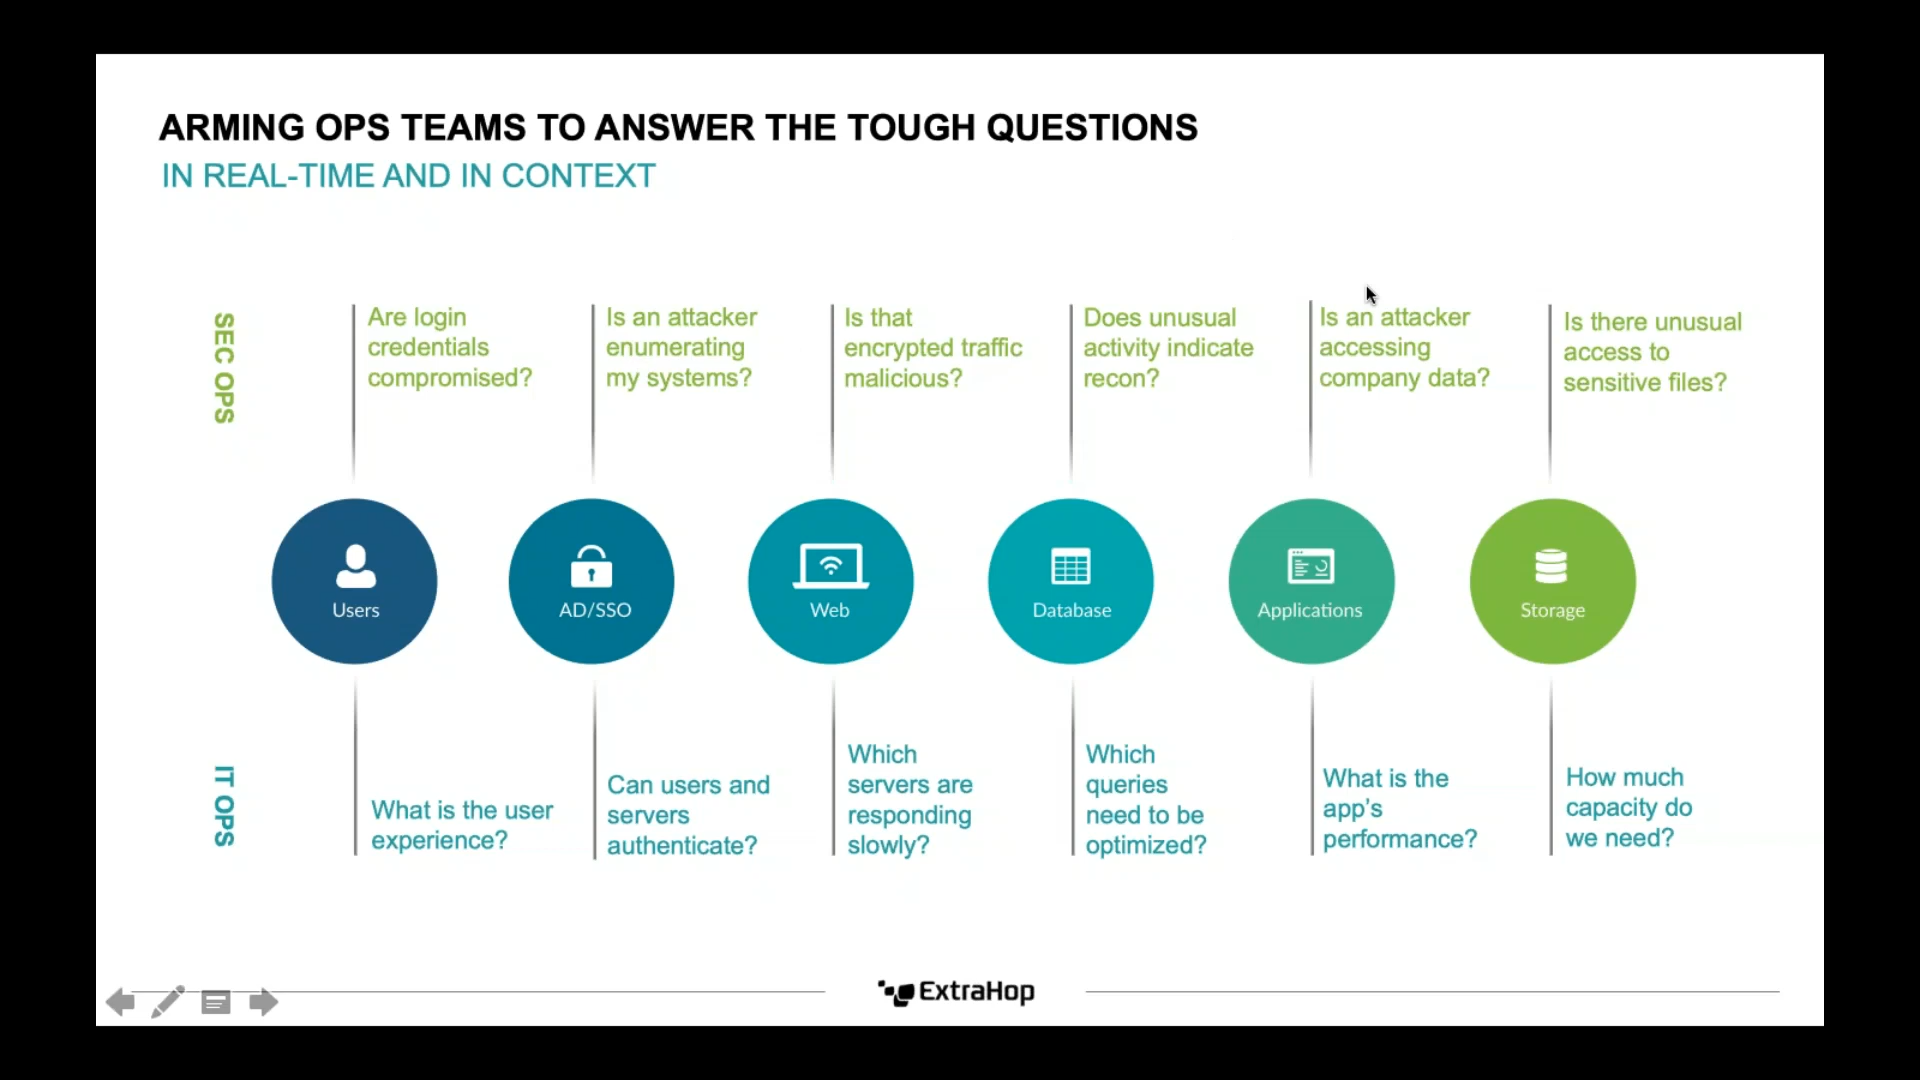 ARMING OPS TEAMS TO ANSWER THE TOUGH QUESTIONS
IN REAL-TIME AND IN CONTEXT
SEC OPS
Are login
credentials
compromised?
Is an attacker
enumerating
my systems?
Is that
encrypted traffic
malicious?
Does unusual
activity indicate
recon?
Is an attacker
accessing
company data?
Is there unusual
access to
sensitive files?
Users
AD/SSO
Web
Database
Applications
Storage
IT OPS
What is the user
experience?
Can users and
servers
authenticate?
Which
servers are
responding
slowly?
Which
queries
need to be
optimized?
What is the
app's
performance?
How much
capacity do
we need?
ExtraHop